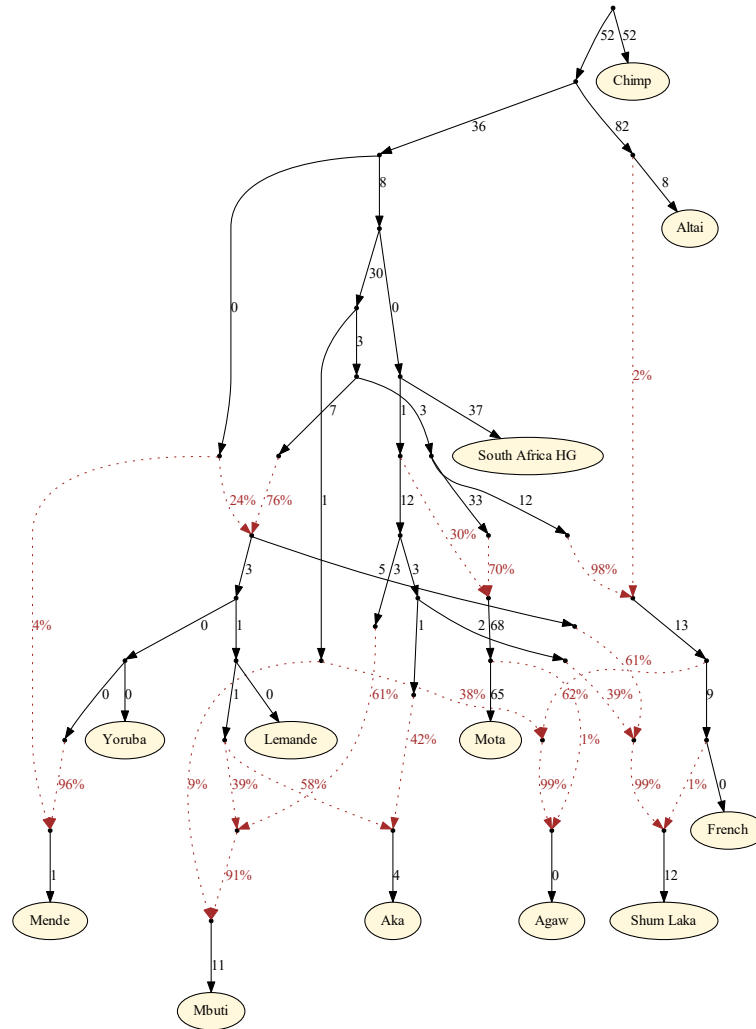 52 52
Chimp
36 82
8 8
Altai
30
0 0
3 2%
7 1 3 37
South Africa HG
24% 76% 1 12 30% 33 12
70% 98%
3 5 3 3
4% 0 1 1 2 68 61% 13
61% 38% 62% 39% 9
0 0 1 0 65
Yoruba Lemande Mota 1%
42%
96% 9% 39% 58% 99% 99% 1% 0
French
1 91% 4 0 12
Mende Aka Agaw Shum Laka
11
Mbuti